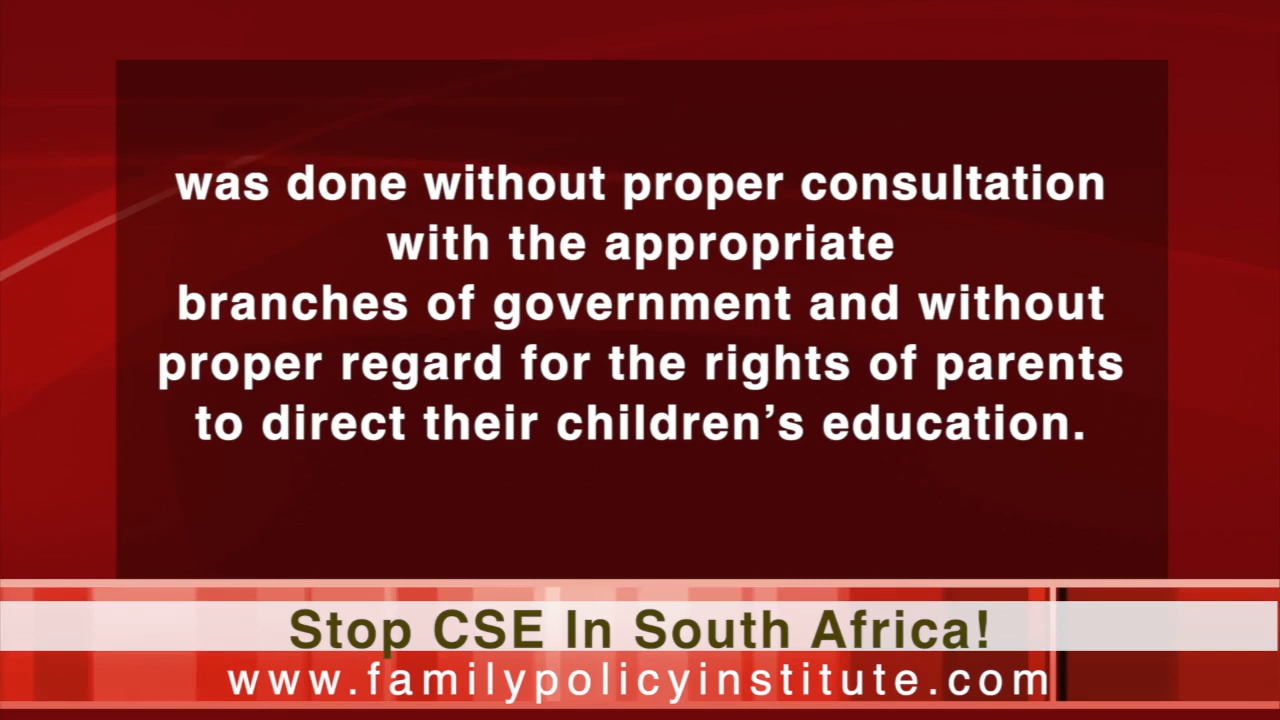 was done without proper consultation
with the appropriate
branches of government and without
proper regard for the rights of parents
to direct their children’s education.
Stop CSE In South Africa!
www.familypolicyinstitute.com